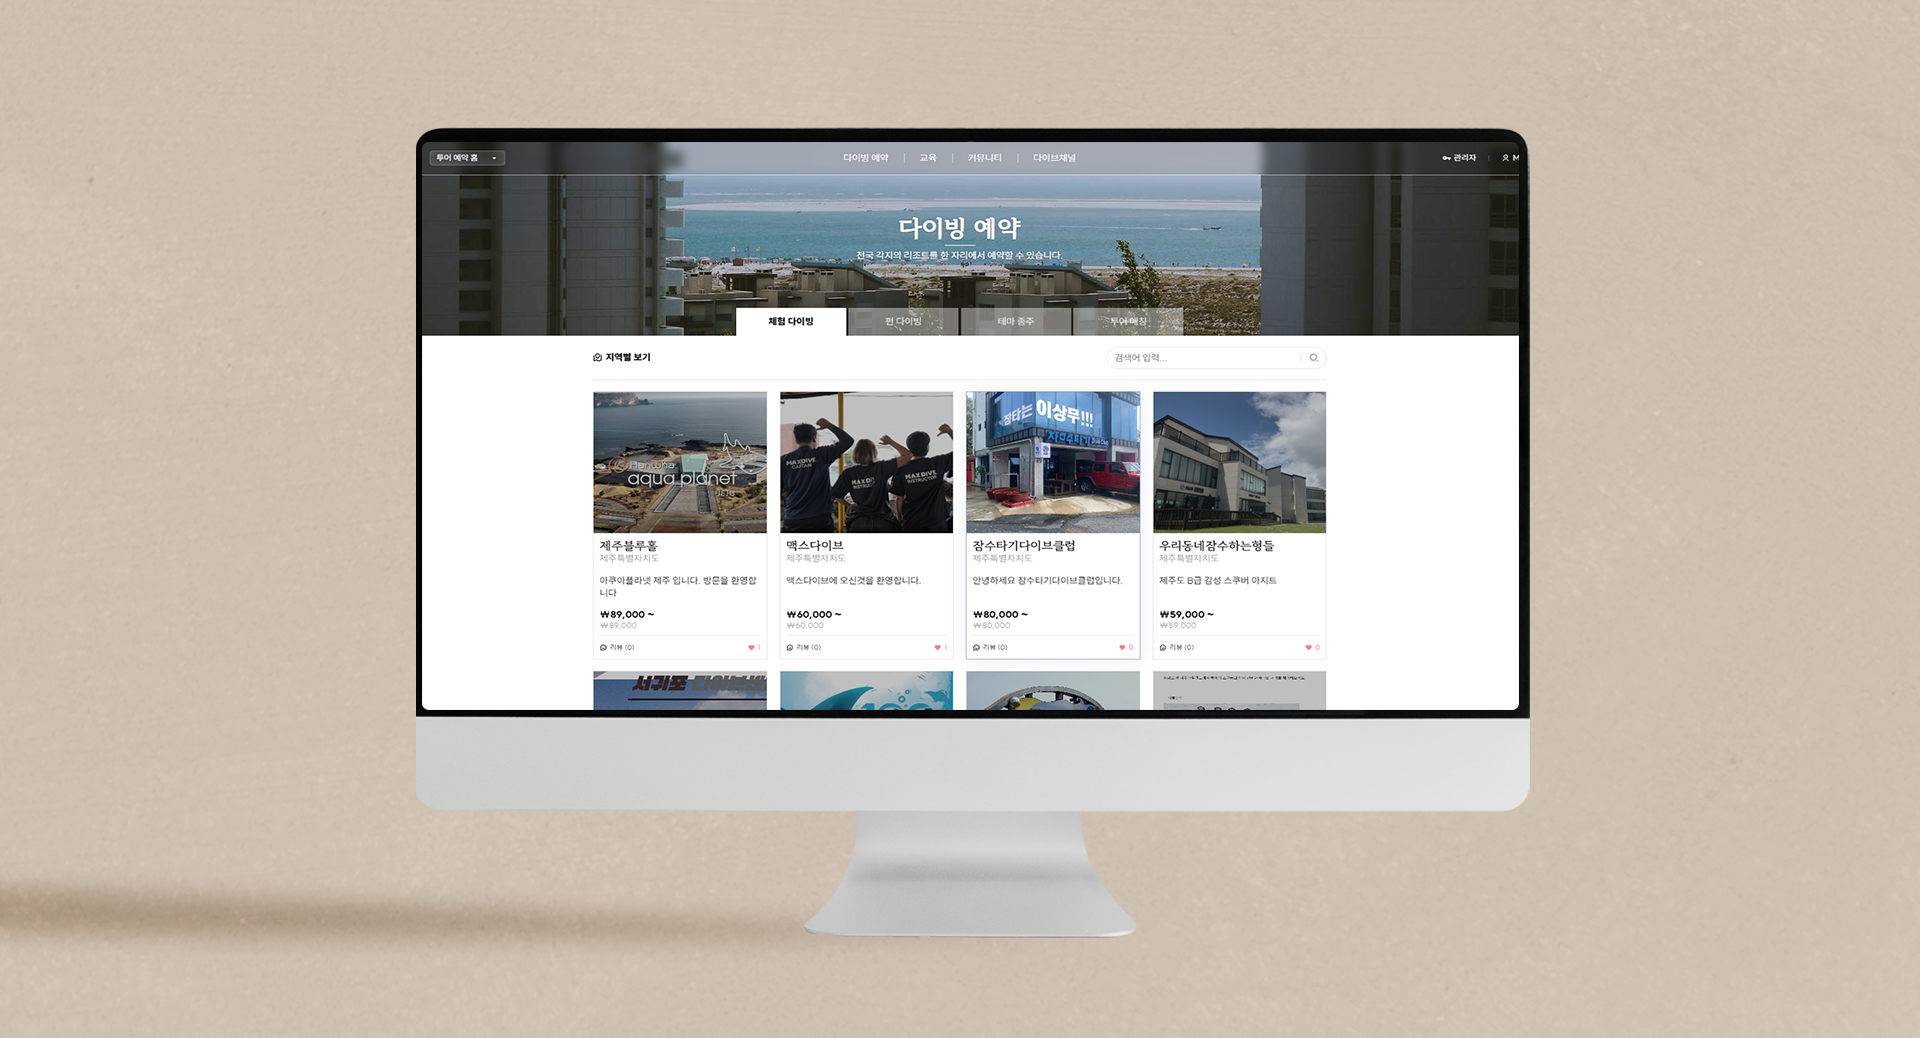 투어 예약 홈
다이빙 예약
교육
커뮤니티
다이브채널
관리자
M
다이빙 예약
전국 각지의 리조트를 한 자리에서 예약할 수 있습니다.
체험 다이빙
펀 다이빙
테마 종주
투어 매칭
지역별 보기
검색어 입력...
Hanwha
aqua planet
MAXDIVE
CAPTAIN
MAXDIVE
INSTRUCTOR
MAXDIVE
INSTRUCTOR
잠타는 이상무!!!
잠수타기
제주블루홀
제주특별자치도
아쿠아플라넷 제주 입니다. 방문을 환영합
니다
₩89,000 ~
₩89,000
리뷰 (0)
1
맥스다이브
제주특별자치도
맥스다이브에 오신것을 환영합니다.
₩60,000 ~
₩60,000
리뷰 (0)
1
잠수타기다이브클럽
제주특별자치도
안녕하세요 잠수타기다이브클럽입니다.
₩80,000 ~
₩80,000
리뷰 (0)
0
우리동네잠수하는형들
제주특별자치도
제주도 B급 감성 스쿠버 아지트
₩59,000 ~
₩59,000
리뷰 (0)
0
서귀포